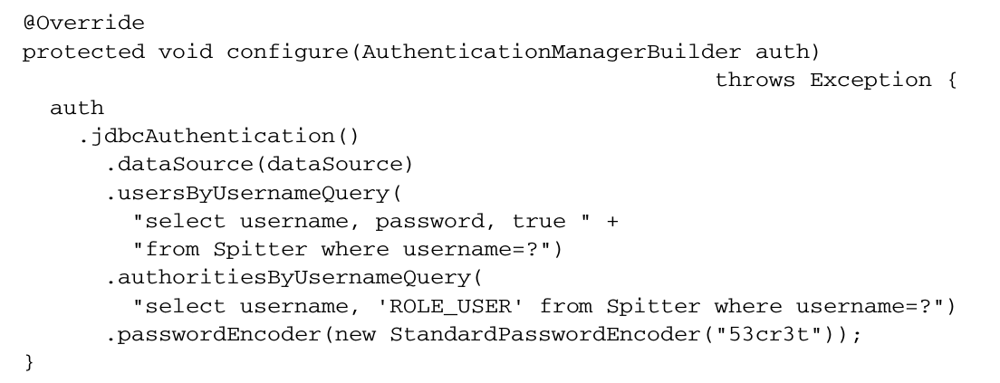 @Override
protected void configure(AuthenticationManagerBuilder auth)
throws Exception {
auth
.jdbcAuthentication()
.dataSource(dataSource)
.usersByUsernameQuery(
"select username, password, true " +
"from Spitter where username=?")
.authoritiesByUsernameQuery(
"select username, 'ROLE_USER' from Spitter where username=?")
.passwordEncoder(new StandardPasswordEncoder("53cr3t"));
}